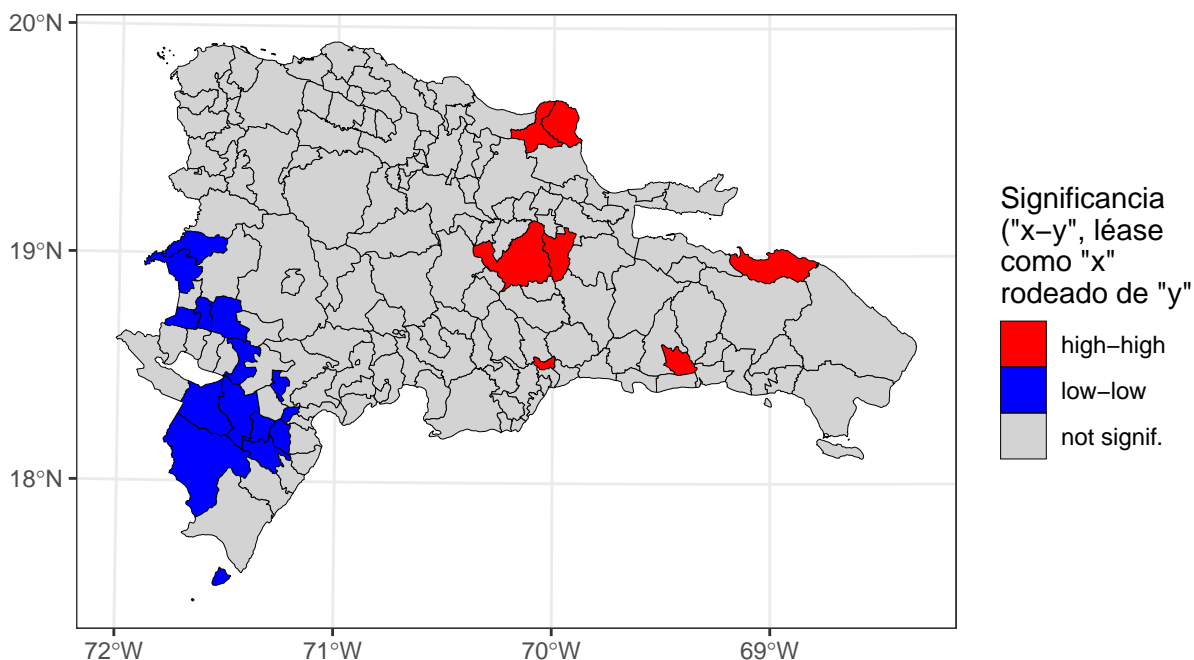 20°N
19°N
18°N
72°W
71°W
70°W
69°W
Significancia
("x−y", léase
como "x"
rodeado de "y"
high−high
low−low
not signif.